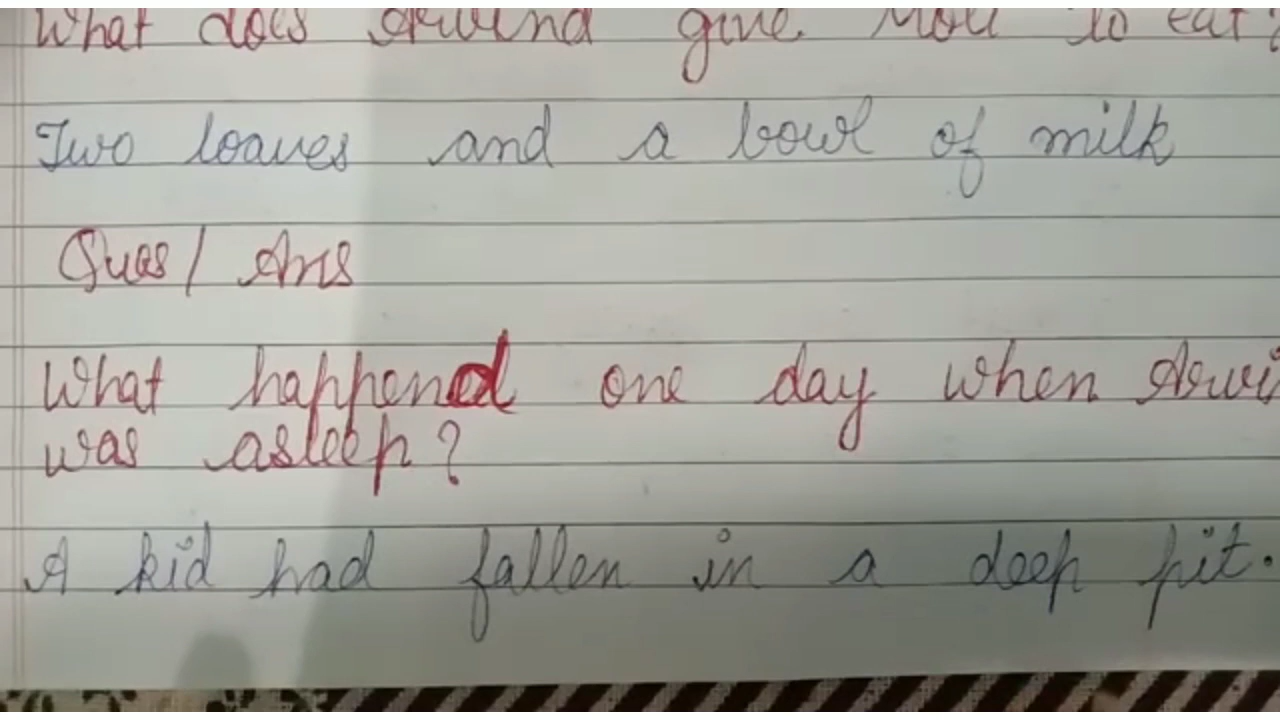 What does Arvind give Moti to eat?
Two loaves and a bowl of milk
Ques/ Ans
What happened one day when
was asleep?
A kid had fallen in a deep pit.